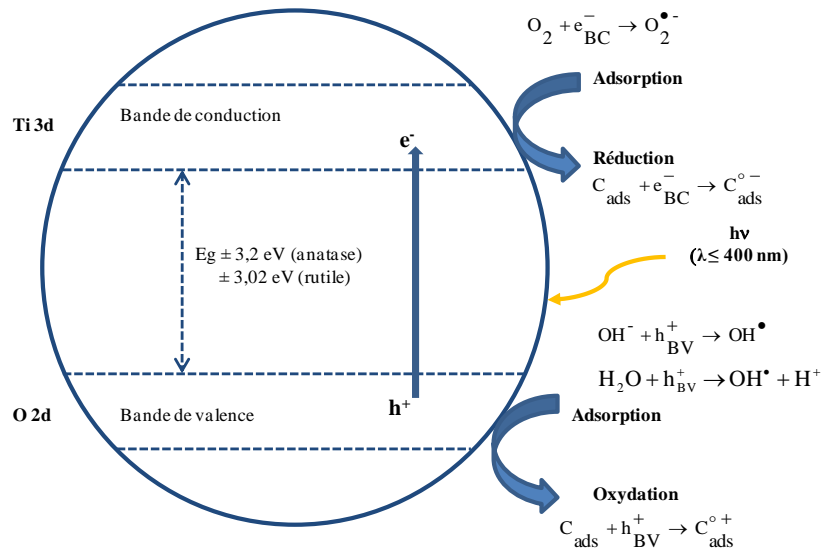 O₂ + e⁻BC → O₂•⁻
Adsorption
Bande de conduction
Ti 3d
e⁻
Réduction
Cads + e⁻BC → C°⁻ads
hν
(λ ≤ 400 nm)
Eg ± 3,2 eV (anatase)
± 3,02 eV (rutile)
OH⁻ + h⁺BV → OH•
H₂O + h⁺BV → OH• + H⁺
h⁺
O 2d
Bande de valence
Adsorption
Oxydation
Cads + h⁺BV → C°⁺ads